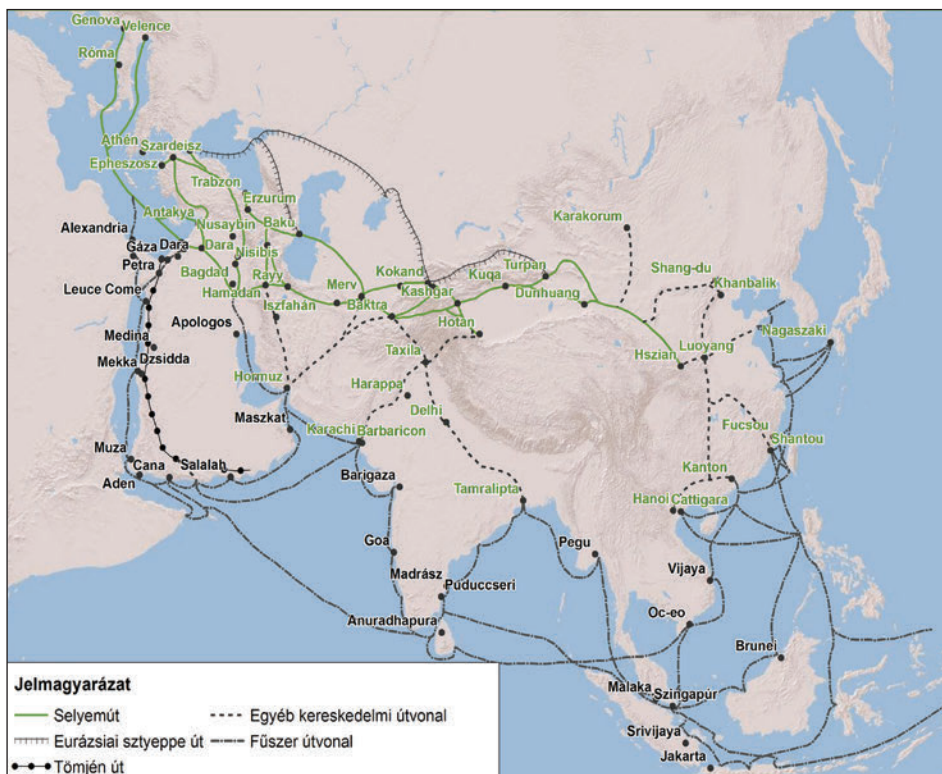 Genova
Velence
Róma
Athén
Szardeisz
Epheszosz
Trabzon
Erzurum
Karakorum
Antakya
Nusaybin
Baku
Alexandria
Gáza
Dara
Dara
Nisibis
Turpan
Shang-du
Petra
Bagdad
Rayy
Merv
Kokand
Kuqa
Khanbalik
Leuce Come
Hamadan
Kashgar
Dunhuang
Iszfahán
Baktra
Medina
Apologos
Hotan
Nagaszaki
Dzsidda
Mekka
Taxila
Hszian
Luoyang
Hormuz
Harappa
Maszkat
Delhi
Karachi
Barbaricon
Fucsou
Shantou
Muza
Cana
Salalah
Barigaza
Kanton
Aden
Tamralipta
Hanoi
Cattigara
Goa
Pegu
Madrász
Puduccseri
Vijaya
Anuradhapura
Oc-eo
Brunei
Malaka
Szingapúr
Srivijaya
Jakarta
Jelmagyarázat
Selyemút
Egyéb kereskedelmi útvonal
Eurázsiai sztyeppe út
Fűszer útvonal
Tömjén út